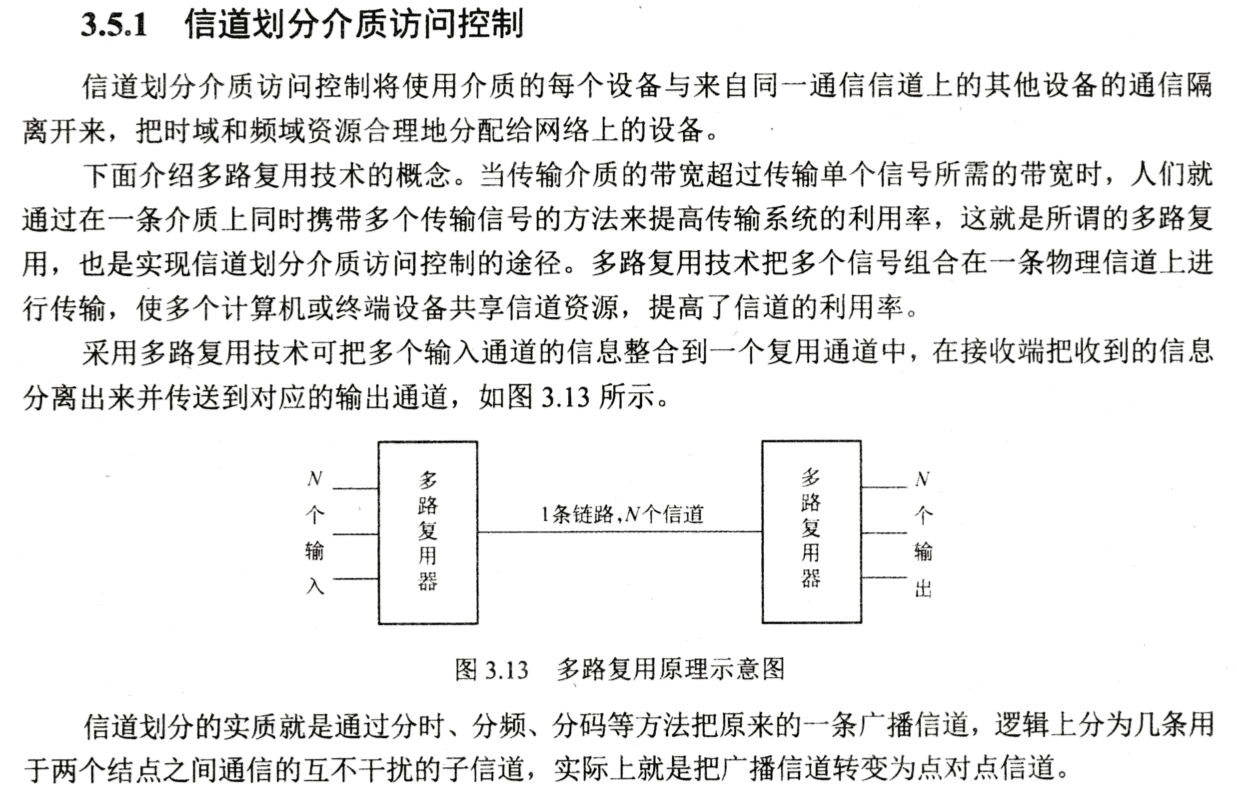 3.5.1 信道划分介质访问控制
信道划分介质访问控制将使用介质的每个设备与来自同一通信信道上的其他设备的通信隔
离开来，把时域和频域资源合理地分配给网络上的设备。
下面介绍多路复用技术的概念。当传输介质的带宽超过传输单个信号所需的带宽时，人们就
通过在一条介质上同时携带多个传输信号的方法来提高传输系统的利用率，这就是所谓的多路复
用，也是实现信道划分介质访问控制的途径。多路复用技术把多个信号组合在一条物理信道上进
行传输，使多个计算机或终端设备共享信道资源，提高了信道的利用率。
采用多路复用技术可把多个输入通道的信息整合到一个复用通道中，在接收端把收到的信息
分离出来并传送到对应的输出通道，如图 3.13 所示。
N个输入
多路复用器
1条链路,N个信道
多路复用器
N个输出
图 3.13 多路复用原理示意图
信道划分的实质就是通过分时、分频、分码等方法把原来的一条广播信道，逻辑上分为几条用
于两个结点之间通信的互不干扰的子信道，实际上就是把广播信道转变为点对点信道。